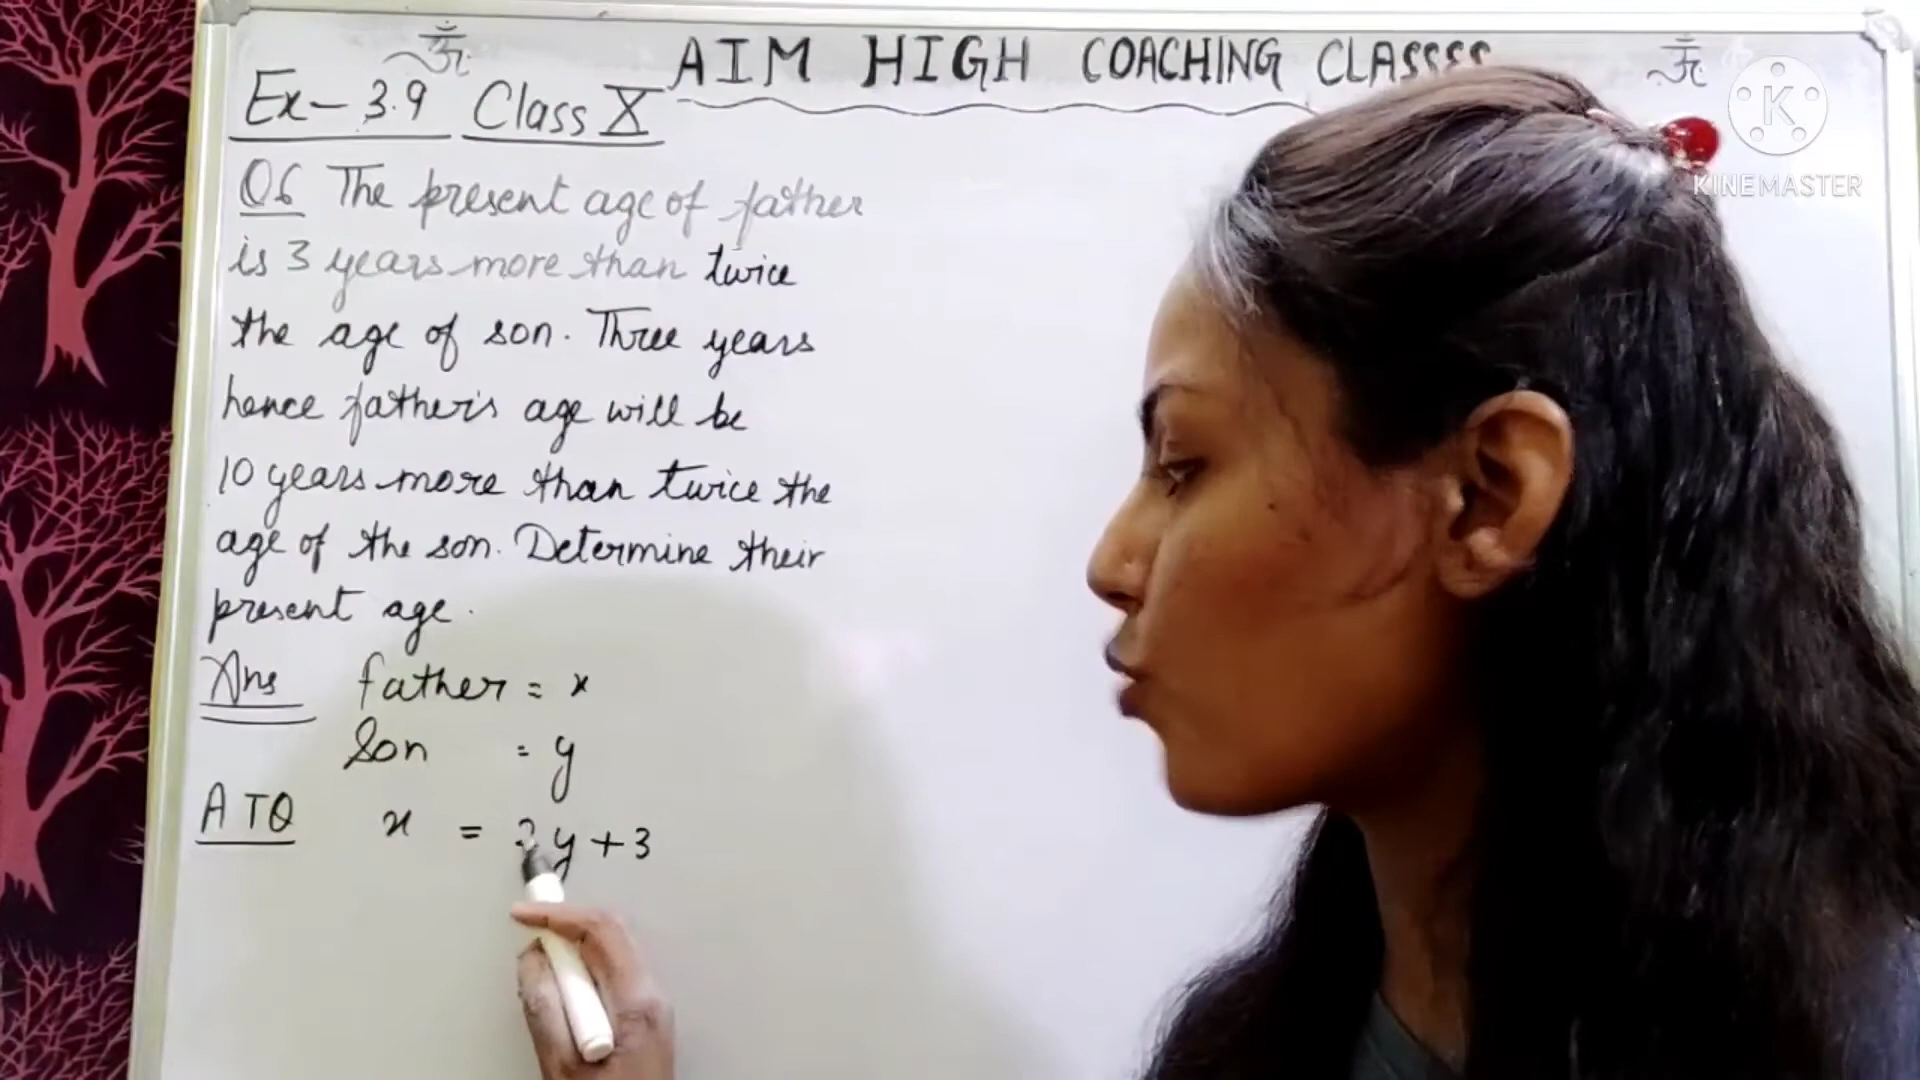 ॐ
AIM HIGH COACHING CLASSES
ॐ
Ex- 3.9 Class X
Q6 The present age of father
is 3 years more than twice
the age of son. Three years
hence father's age will be
10 years more than twice the
age of the son. Determine their
present age.
Ans father = x
Son = y
ATQ x = 2y+3
K
KINEMASTER